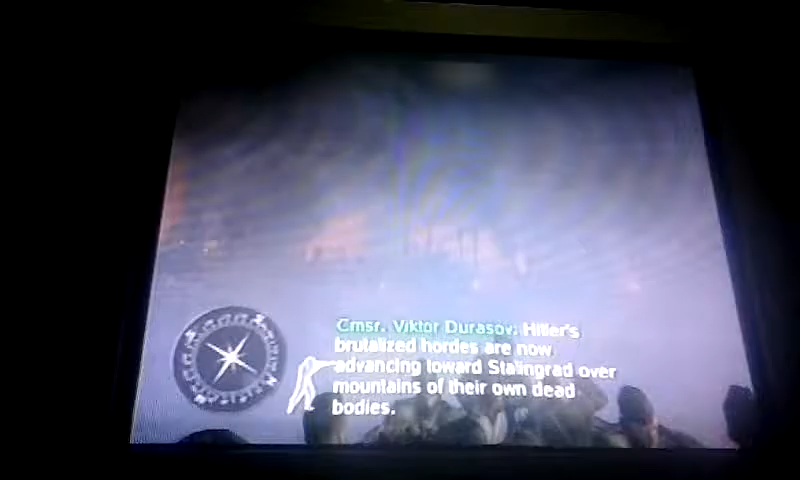 Cmsr. Viktor Durasov: Hitler's
brutalized hordes are now
advancing toward Stalingrad over
mountains of their own dead
bodies.